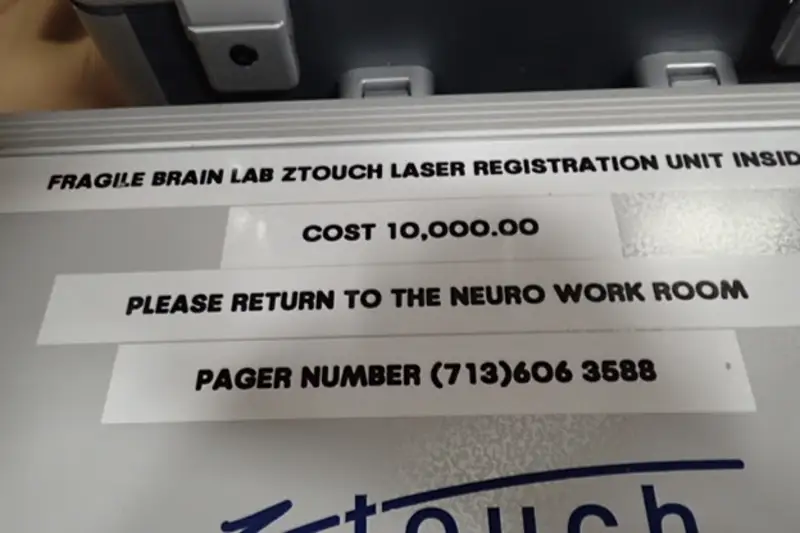 FRAGILE BRAIN LAB ZTOUCH LASER REGISTRATION UNIT INSID
COST 10,000.00
PLEASE RETURN TO THE NEURO WORK ROOM
PAGER NUMBER (713)606 3588
Ztouch